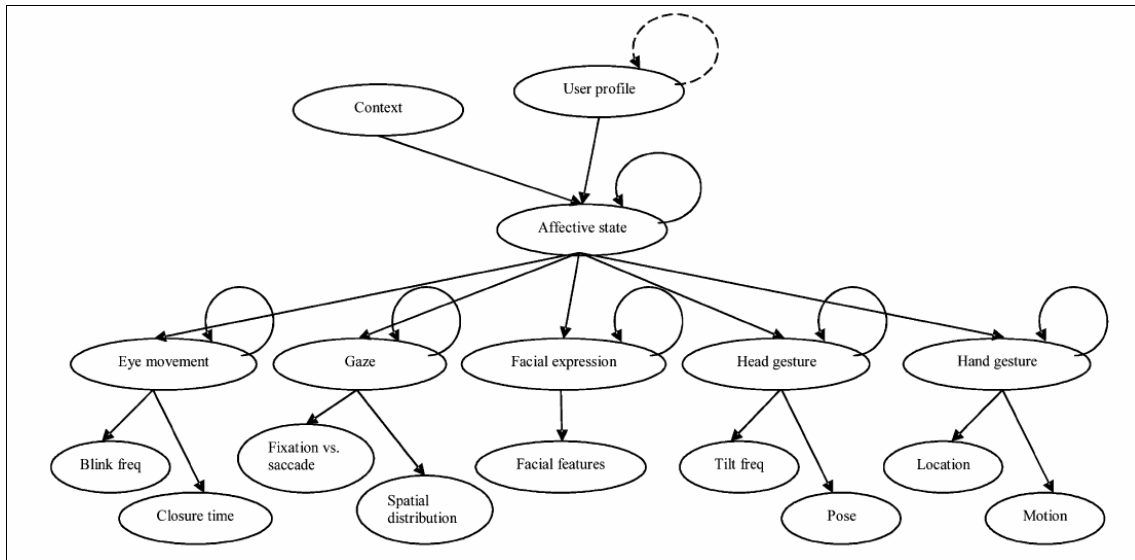 User profile
Context
Affective state
Eye movement
Gaze
Facial expression
Head gesture
Hand gesture
Blink freq
Fixation vs.
saccade
Facial features
Tilt freq
Location
Closure time
Spatial
distribution
Pose
Motion